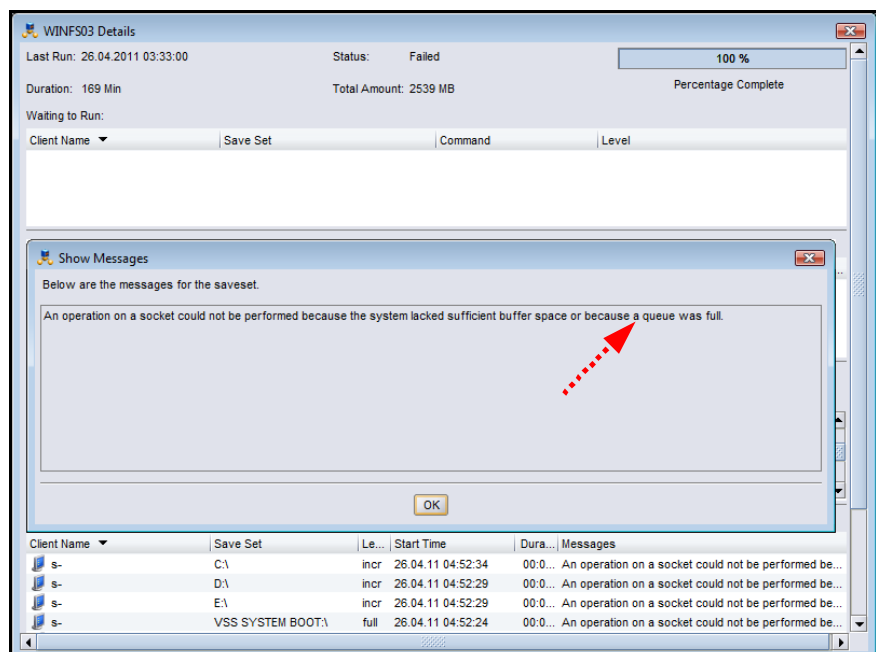 WINFS03 Details
Last Run: 26.04.2011 03:33:00 Status: Failed 100 %
Duration: 169 Min Total Amount: 2539 MB Percentage Complete
Waiting to Run:
Client Name Save Set Command Level
Show Messages
Below are the messages for the saveset.
An operation on a socket could not be performed because the system lacked sufficient buffer space or because a queue was full.
OK
Client Name Save Set Le... Start Time Dura... Messages
s- C:\ incr 26.04.11 04:52:34 00:0... An operation on a socket could not be performed be...
s- D:\ incr 26.04.11 04:52:29 00:0... An operation on a socket could not be performed be...
s- E:\ incr 26.04.11 04:52:29 00:0... An operation on a socket could not be performed be...
s- VSS SYSTEM BOOT:\ full 26.04.11 04:52:24 00:0... An operation on a socket could not be performed be...